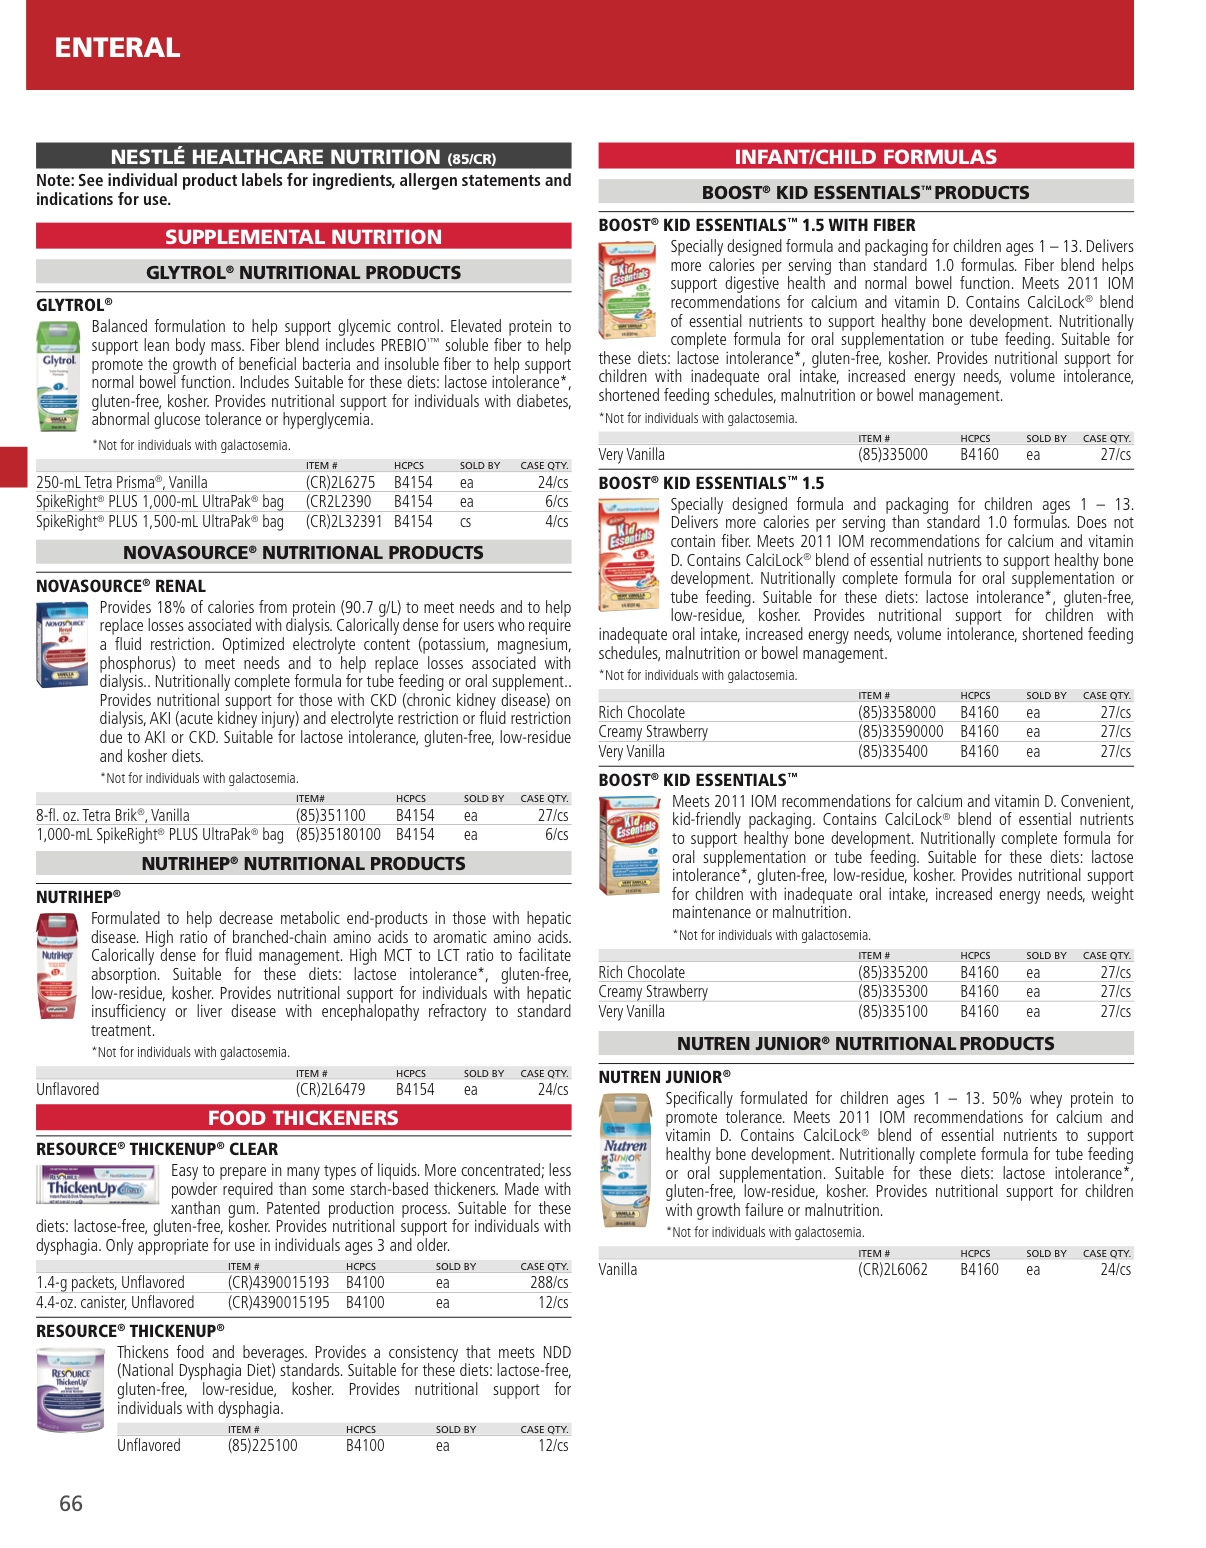 ENTERAL
NESTLÉ HEALTHCARE NUTRITION (85/CR)
Note: See individual product labels for ingredients, allergen statements and
indications for use.
SUPPLEMENTAL NUTRITION
GLYTROL® NUTRITIONAL PRODUCTS
GLYTROL®
Balanced formulation to help support glycemic control. Elevated protein to
support lean body mass. Fiber blend includes PREBIO¹™ soluble fiber to help
promote the growth of beneficial bacteria and insoluble fiber to help support
normal bowel function. Includes Suitable for these diets: lactose intolerance*,
gluten-free, kosher. Provides nutritional support for individuals with diabetes,
abnormal glucose tolerance or hyperglycemia.
*Not for individuals with galactosemia.
ITEM # HCPCS SOLD BY CASE QTY.
250-mL Tetra Prisma®, Vanilla (CR)2L6275 B4154 ea 24/cs
SpikeRight® PLUS 1,000-mL UltraPak® bag (CR2L2390 B4154 ea 6/cs
SpikeRight® PLUS 1,500-mL UltraPak® bag (CR)2L32391 B4154 cs 4/cs
NOVASOURCE® NUTRITIONAL PRODUCTS
NOVASOURCE® RENAL
Provides 18% of calories from protein (90.7 g/L) to meet needs and to help
replace losses associated with dialysis. Calorically dense for users who require
a fluid restriction. Optimized electrolyte content (potassium, magnesium,
phosphorus) to meet needs and to help replace losses associated with
dialysis.. Nutritionally complete formula for tube feeding or oral supplement..
Provides nutritional support for those with CKD (chronic kidney disease) on
dialysis, AKI (acute kidney injury) and electrolyte restriction or fluid restriction
due to AKI or CKD. Suitable for lactose intolerance, gluten-free, low-residue
and kosher diets.
*Not for individuals with galactosemia.
ITEM# HCPCS SOLD BY CASE QTY.
8-fl. oz. Tetra Brik®, Vanilla (85)351100 B4154 ea 27/cs
1,000-mL SpikeRight® PLUS UltraPak® bag (85)35180100 B4154 ea 6/cs
NUTRIHEP® NUTRITIONAL PRODUCTS
NUTRIHEP®
Formulated to help decrease metabolic end-products in those with hepatic
disease. High ratio of branched-chain amino acids to aromatic amino acids.
Calorically dense for fluid management. High MCT to LCT ratio to facilitate
absorption. Suitable for these diets: lactose intolerance*, gluten-free,
low-residue, kosher. Provides nutritional support for individuals with hepatic
insufficiency or liver disease with encephalopathy refractory to standard
treatment.
*Not for individuals with galactosemia.
ITEM # HCPCS SOLD BY CASE QTY.
Unflavored (CR)2L6479 B4154 ea 24/cs
FOOD THICKENERS
RESOURCE® THICKENUP® CLEAR
Easy to prepare in many types of liquids. More concentrated; less
powder required than some starch-based thickeners. Made with
xanthan gum. Patented production process. Suitable for these
diets: lactose-free, gluten-free, kosher. Provides nutritional support for individuals with
dysphagia. Only appropriate for use in individuals ages 3 and older.
ITEM # HCPCS SOLD BY CASE QTY.
1.4-g packets, Unflavored (CR)4390015193 B4100 ea 288/cs
4.4-oz. canister, Unflavored (CR)4390015195 B4100 ea 12/cs
RESOURCE® THICKENUP®
Thickens food and beverages. Provides a consistency that meets NDD
(National Dysphagia Diet) standards. Suitable for these diets: lactose-free,
gluten-free, low-residue, kosher. Provides nutritional support for
individuals with dysphagia.
ITEM # HCPCS SOLD BY CASE QTY.
Unflavored (85)225100 B4100 ea 12/cs
INFANT/CHILD FORMULAS
BOOST® KID ESSENTIALS™ PRODUCTS
BOOST® KID ESSENTIALS™ 1.5 WITH FIBER
Specially designed formula and packaging for children ages 1 – 13. Delivers
more calories per serving than standard 1.0 formulas. Fiber blend helps
support digestive health and normal bowel function. Meets 2011 IOM
recommendations for calcium and vitamin D. Contains CalciLock® blend
of essential nutrients to support healthy bone development. Nutritionally
complete formula for oral supplementation or tube feeding. Suitable for
these diets: lactose intolerance*, gluten-free, kosher. Provides nutritional support for
children with inadequate oral intake, increased energy needs, volume intolerance,
shortened feeding schedules, malnutrition or bowel management.
*Not for individuals with galactosemia.
ITEM # HCPCS SOLD BY CASE QTY.
Very Vanilla (85)335000 B4160 ea 27/cs
BOOST® KID ESSENTIALS™ 1.5
Specially designed formula and packaging for children ages 1 – 13.
Delivers more calories per serving than standard 1.0 formulas. Does not
contain fiber. Meets 2011 IOM recommendations for calcium and vitamin
D. Contains CalciLock® blend of essential nutrients to support healthy bone
development. Nutritionally complete formula for oral supplementation or
tube feeding. Suitable for these diets: lactose intolerance*, gluten-free,
low-residue, kosher. Provides nutritional support for children with
inadequate oral intake, increased energy needs, volume intolerance, shortened feeding
schedules, malnutrition or bowel management.
*Not for individuals with galactosemia.
ITEM # HCPCS SOLD BY CASE QTY.
Rich Chocolate (85)3358000 B4160 ea 27/cs
Creamy Strawberry (85)33590000 B4160 ea 27/cs
Very Vanilla (85)335400 B4160 ea 27/cs
BOOST® KID ESSENTIALS™
Meets 2011 IOM recommendations for calcium and vitamin D. Convenient,
kid-friendly packaging. Contains CalciLock® blend of essential nutrients
to support healthy bone development. Nutritionally complete formula for
oral supplementation or tube feeding. Suitable for these diets: lactose
intolerance*, gluten-free, low-residue, kosher. Provides nutritional support
for children with inadequate oral intake, increased energy needs, weight
maintenance or malnutrition.
*Not for individuals with galactosemia.
ITEM # HCPCS SOLD BY CASE QTY.
Rich Chocolate (85)335200 B4160 ea 27/cs
Creamy Strawberry (85)335300 B4160 ea 27/cs
Very Vanilla (85)335100 B4160 ea 27/cs
NUTREN JUNIOR® NUTRITIONAL PRODUCTS
NUTREN JUNIOR®
Specifically formulated for children ages 1 – 13. 50% whey protein to
promote tolerance. Meets 2011 IOM recommendations for calcium and
vitamin D. Contains CalciLock® blend of essential nutrients to support
healthy bone development. Nutritionally complete formula for tube feeding
or oral supplementation. Suitable for these diets: lactose intolerance*,
gluten-free, low-residue, kosher. Provides nutritional support for children
with growth failure or malnutrition.
*Not for individuals with galactosemia.
ITEM # HCPCS SOLD BY CASE QTY.
Vanilla (CR)2L6062 B4160 ea 24/cs
66